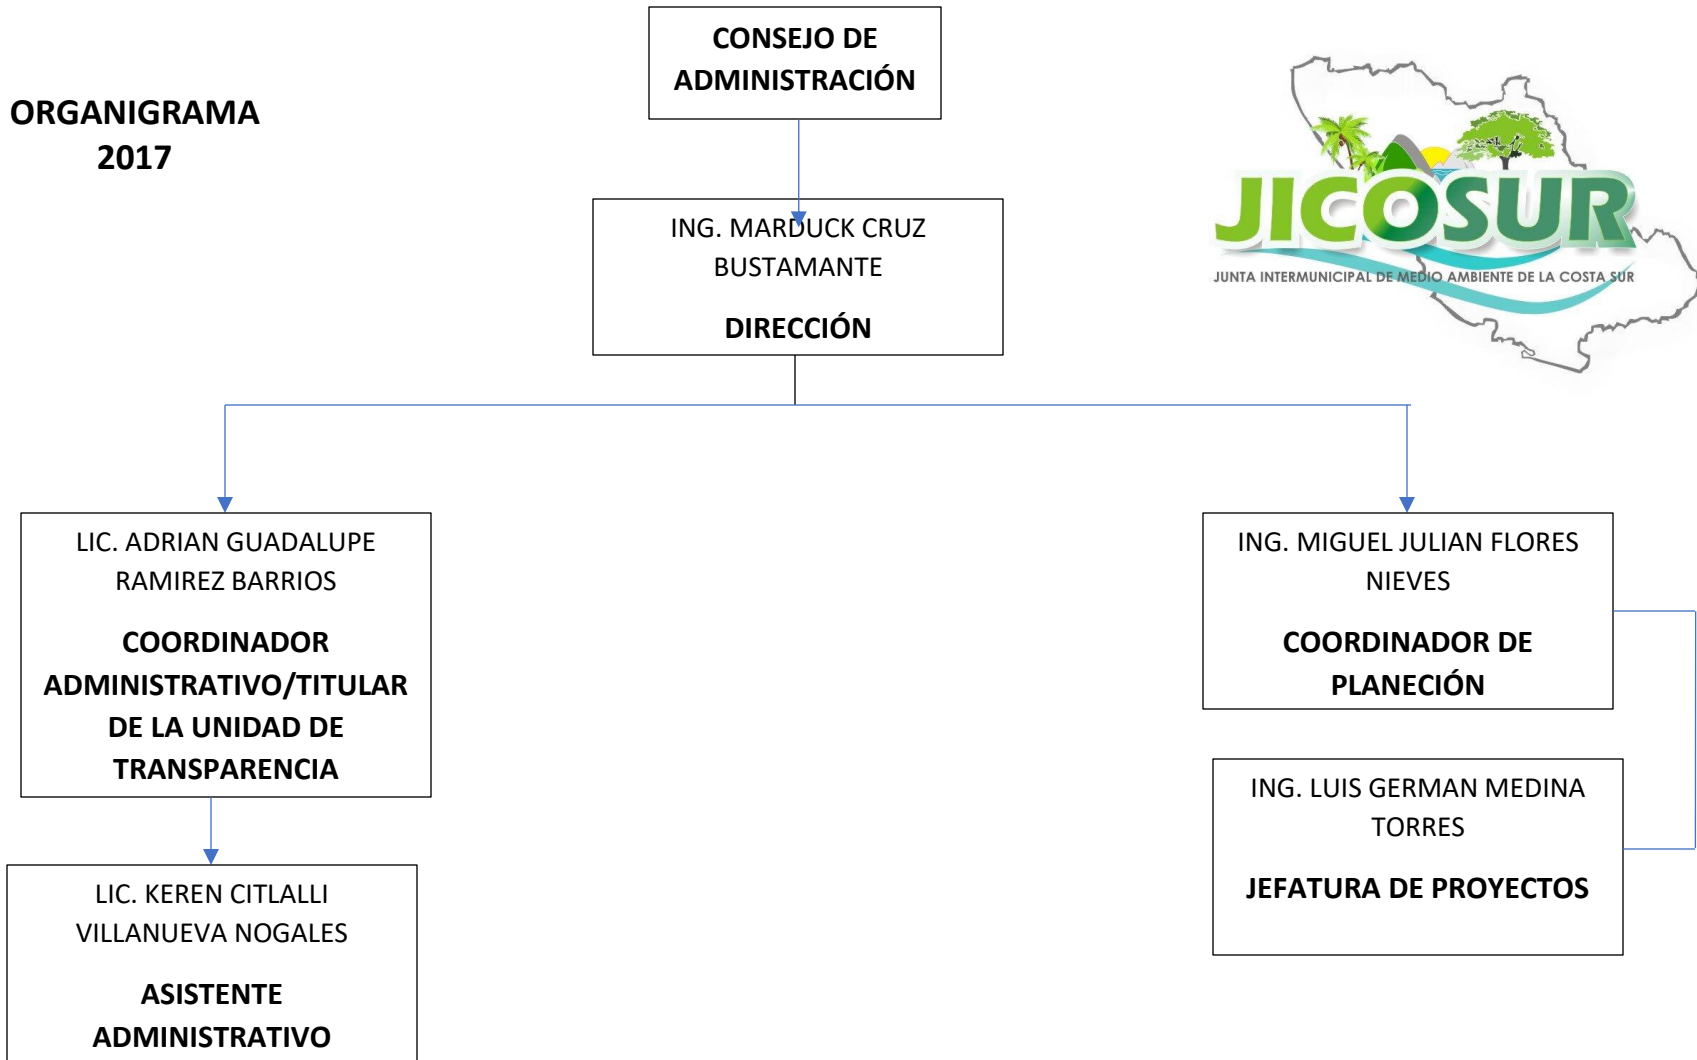 CONSEJO DE
ADMINISTRACIÓN
ORGANIGRAMA
2017
JICOSUR
JUNTA INTERMUNICIPAL DE MEDIO AMBIENTE DE LA COSTA SUR
ING. MARDUCK CRUZ
BUSTAMANTE
DIRECCIÓN
LIC. ADRIAN GUADALUPE
RAMIREZ BARRIOS
COORDINADOR
ADMINISTRATIVO/TITULAR
DE LA UNIDAD DE
TRANSPARENCIA
ING. MIGUEL JULIAN FLORES
NIEVES
COORDINADOR DE
PLANECIÓN
ING. LUIS GERMAN MEDINA
TORRES
JEFATURA DE PROYECTOS
LIC. KEREN CITLALLI
VILLANUEVA NOGALES
ASISTENTE
ADMINISTRATIVO